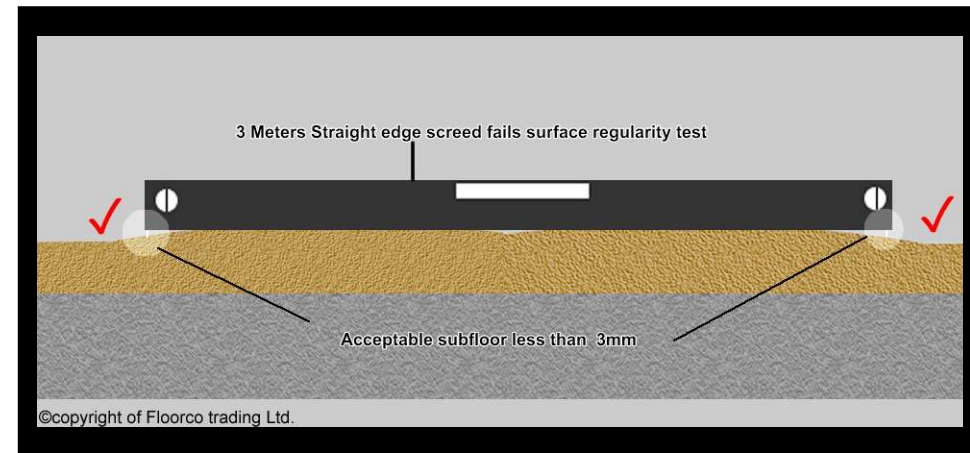 3 Meters Straight edge screed fails surface regularity test
Acceptable subfloor less than 3mm
©copyright of Floorco trading Ltd.